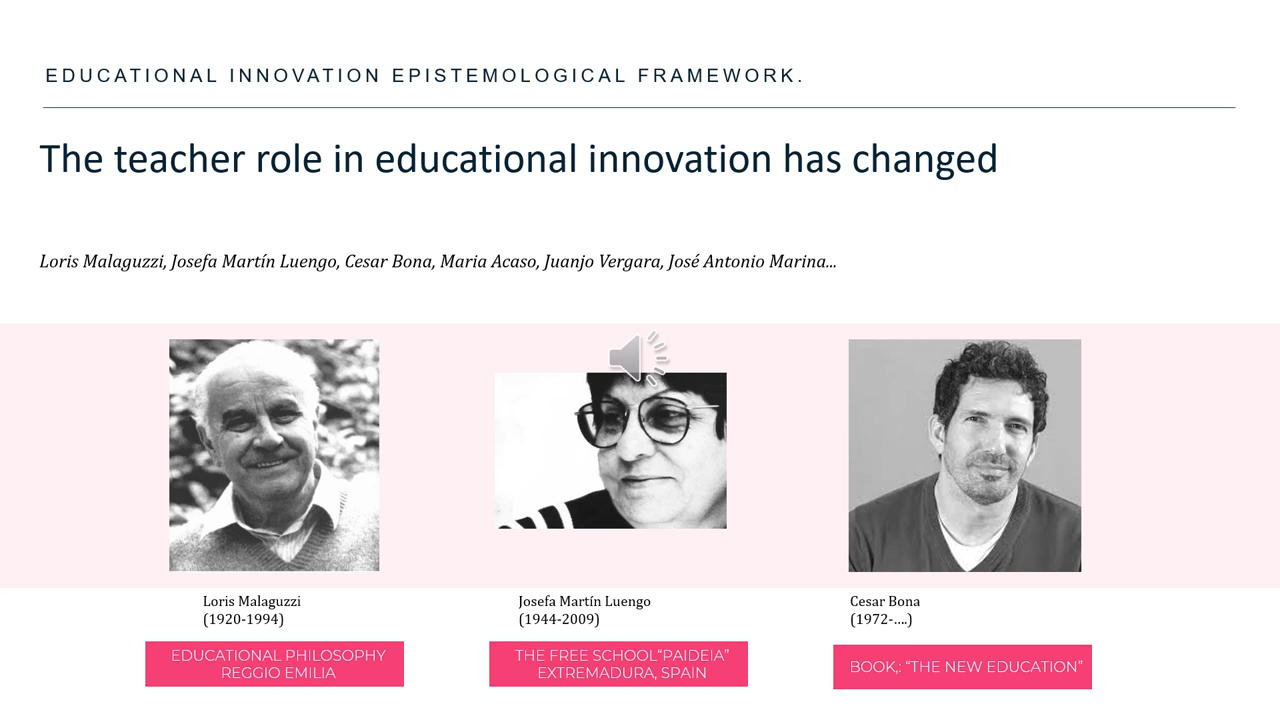 EDUCATIONAL INNOVATION EPISTEMOLOGICAL FRAMEWORK.
The teacher role in educational innovation has changed
Loris Malaguzzi, Josefa Martín Luengo, Cesar Bona, Maria Acaso, Juanjo Vergara, José Antonio Marina...
Loris Malaguzzi
(1920-1994)
EDUCATIONAL PHILOSOPHY
REGGIO EMILIA
Josefa Martín Luengo
(1944-2009)
THE FREE SCHOOL“PAIDEIA”
EXTREMADURA, SPAIN
Cesar Bona
(1972-....)
BOOK,: “THE NEW EDUCATION”